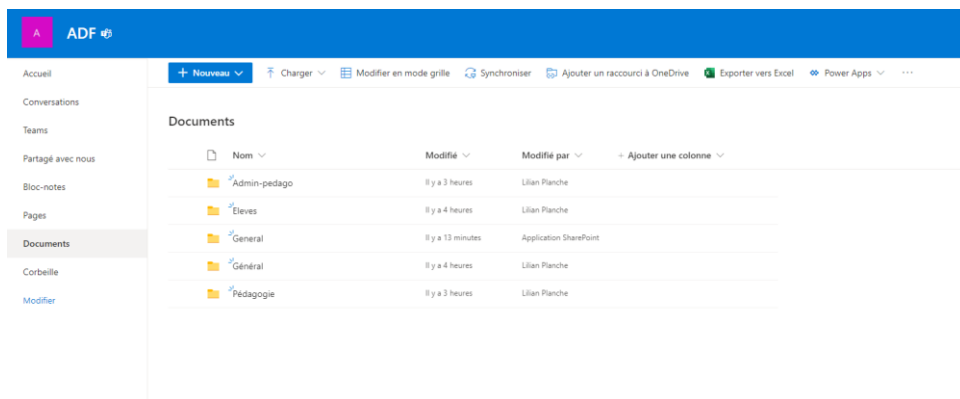 A ADF
Accueil
Conversations
Teams
Partagé avec nous
Bloc-notes
Pages
Documents
Corbeille
Modifier
+ Nouveau Charger Modifier en mode grille Synchroniser Ajouter un raccourci à OneDrive Exporter vers Excel Power Apps ...
Documents
Nom Modifié Modifié par + Ajouter une colonne
Admin-pedago Il y a 3 heures Lilian Planche
Eleves Il y a 4 heures Lilian Planche
General Il y a 13 minutes Application SharePoint
Général Il y a 4 heures Lilian Planche
Pédagogie Il y a 3 heures Lilian Planche